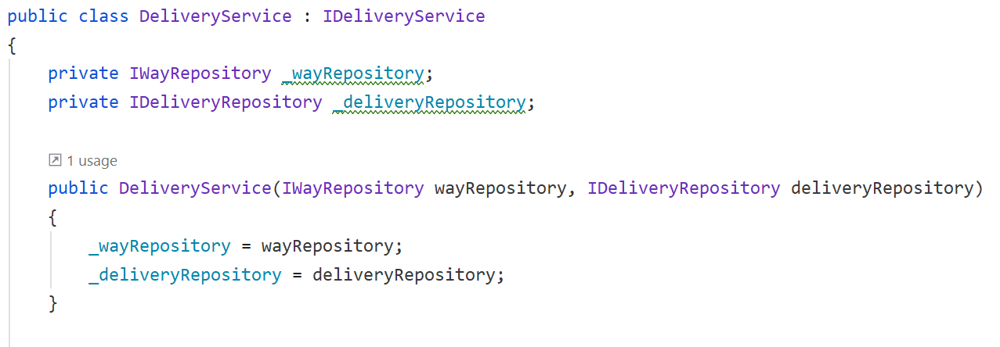 public class DeliveryService : IDeliveryService
{
    private IWayRepository _wayRepository;
    private IDeliveryRepository _deliveryRepository;
    1 usage
    public DeliveryService(IWayRepository wayRepository, IDeliveryRepository deliveryRepository)
    {
        _wayRepository = wayRepository;
        _deliveryRepository = deliveryRepository;
    }